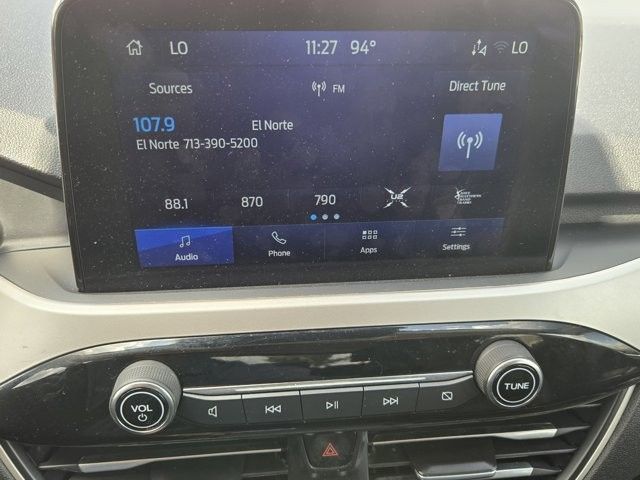 LO 11:27 94° LO
Sources FM Direct Tune
107.9 El Norte
El Norte 713-390-5200
88.1 870 790 U2
Audio Phone Apps Settings
VOL TUNE